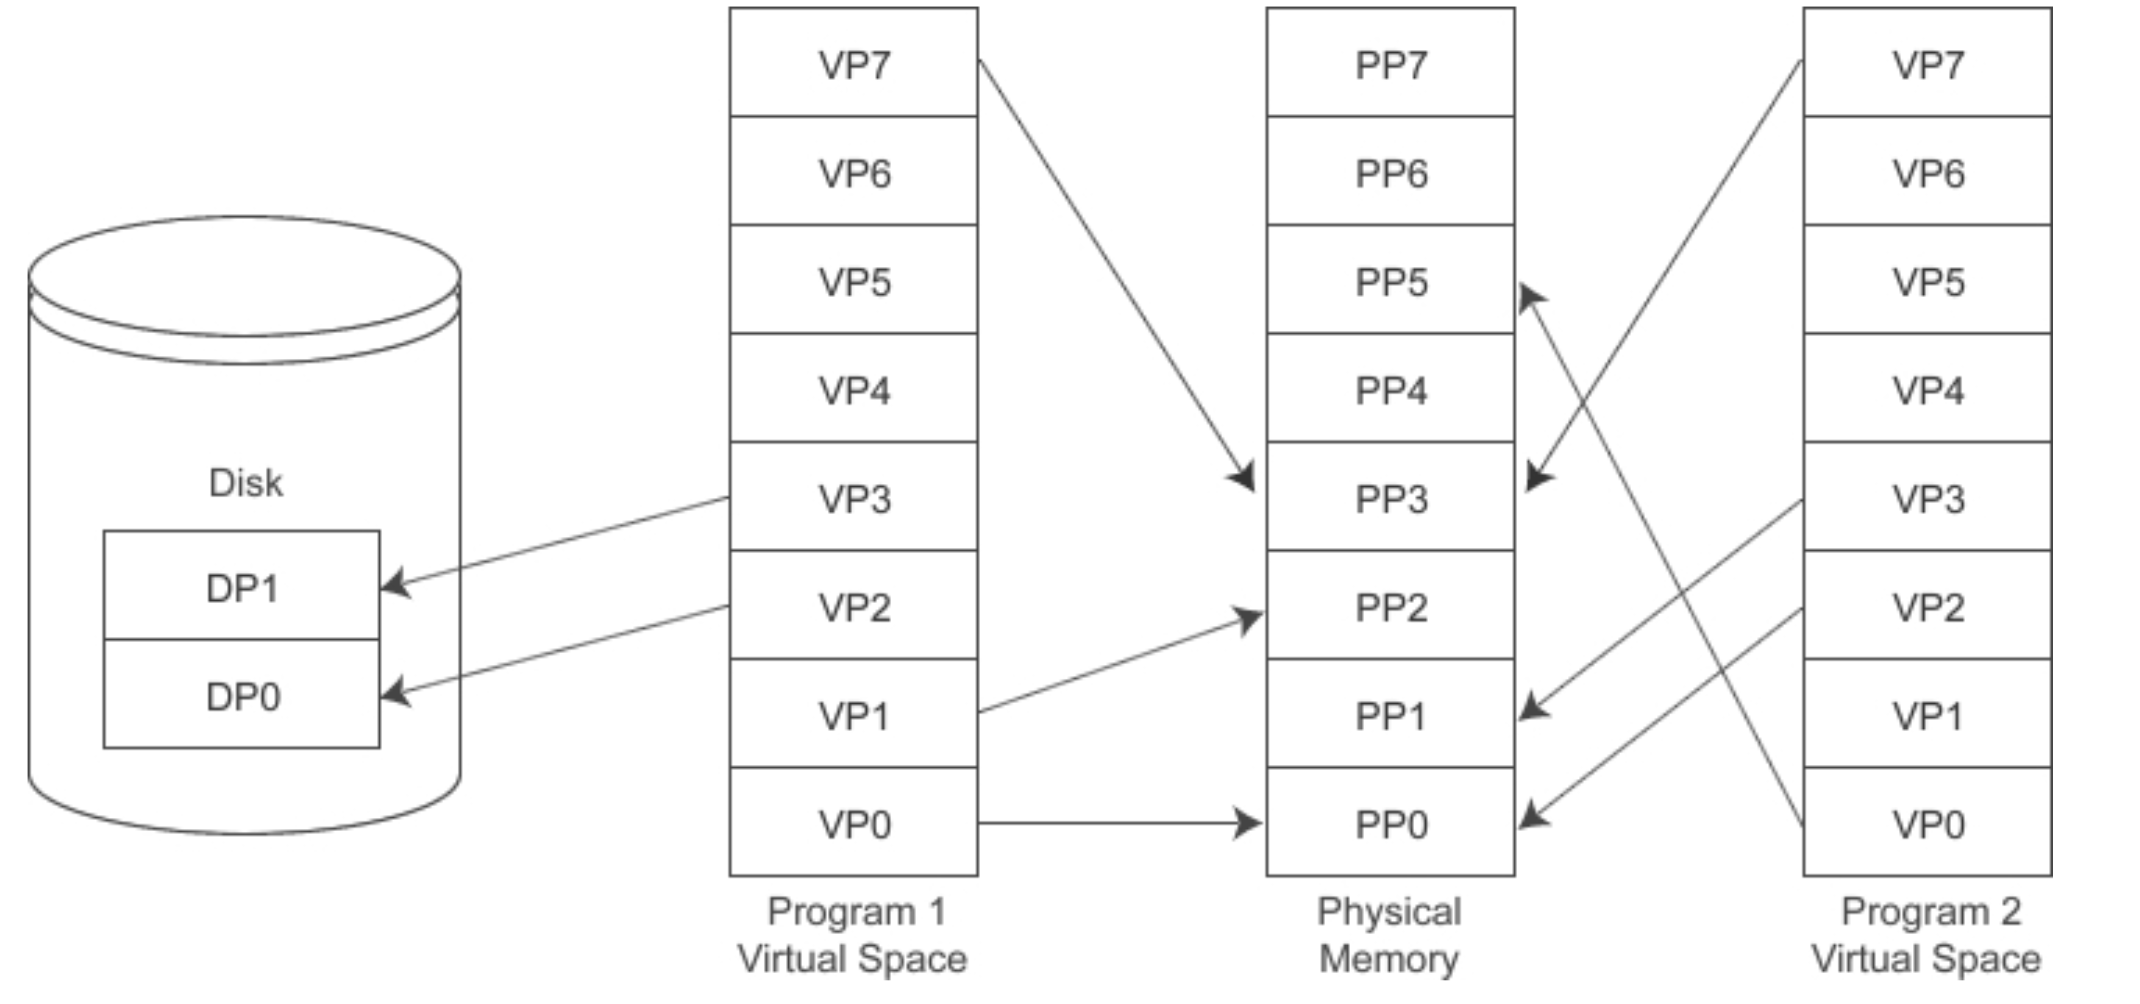 Disk
DP1
DP0
VP7
VP6
VP5
VP4
VP3
VP2
VP1
VP0
Program 1
Virtual Space
PP7
PP6
PP5
PP4
PP3
PP2
PP1
PP0
Physical
Memory
VP7
VP6
VP5
VP4
VP3
VP2
VP1
VP0
Program 2
Virtual Space